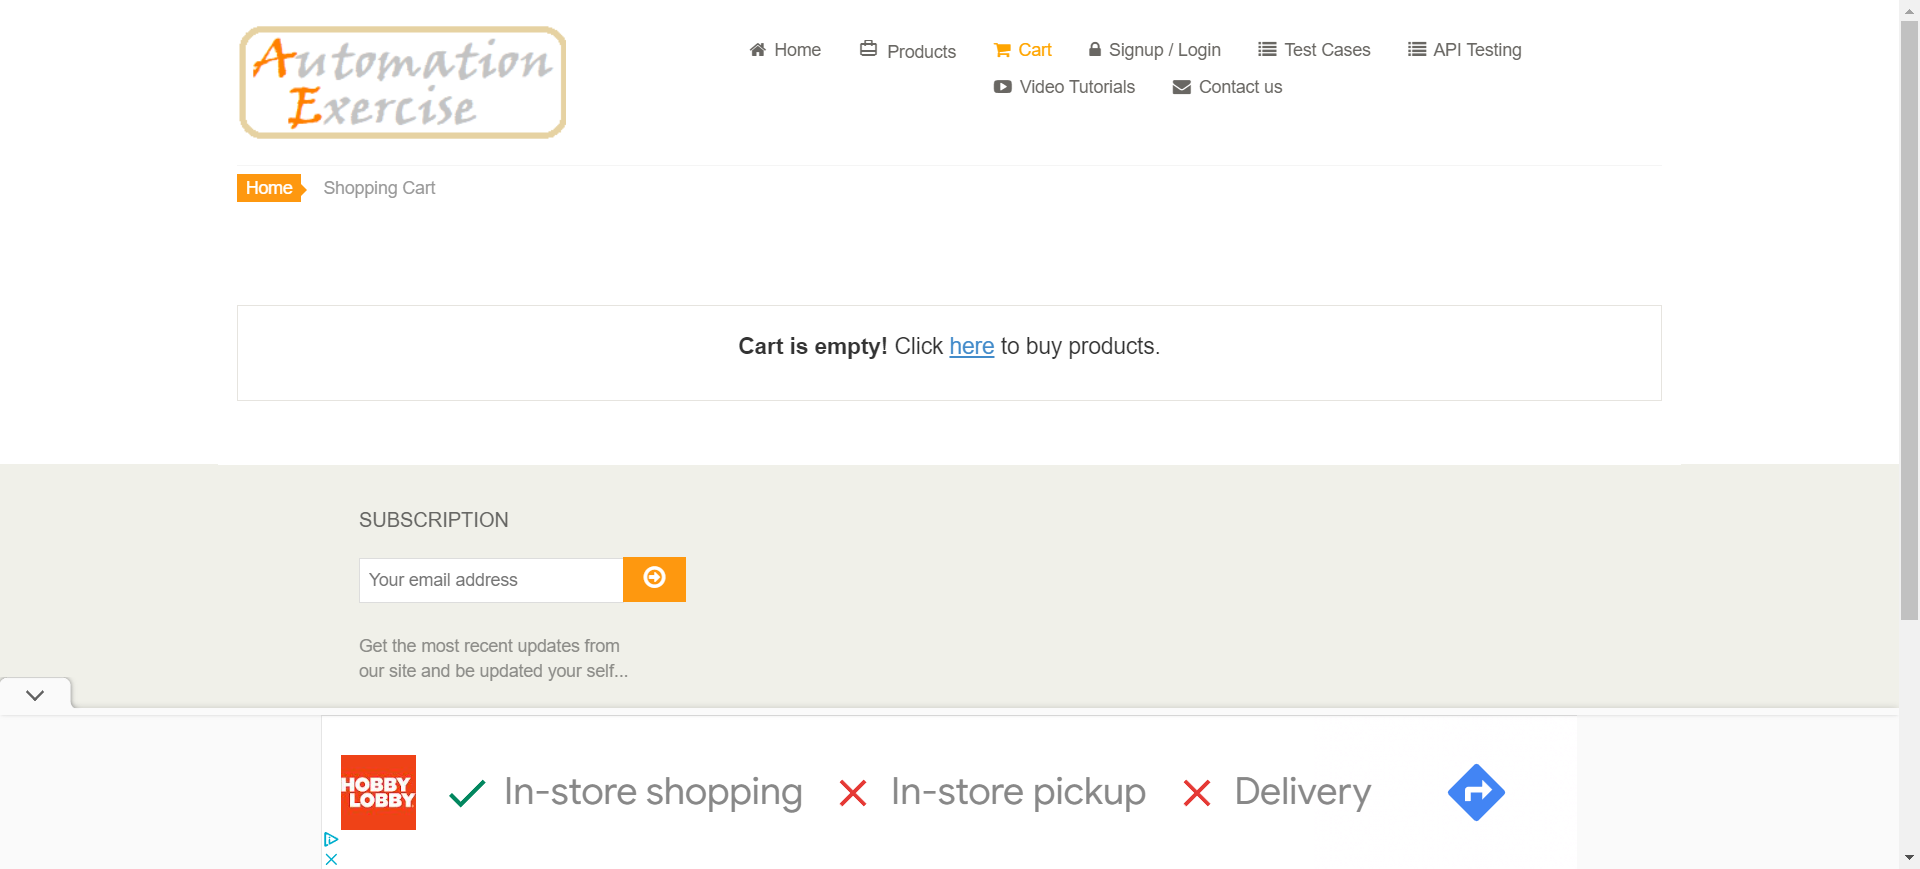 Automation
Exercise
Home Products Cart Signup / Login Test Cases API Testing
Video Tutorials Contact us
Home Shopping Cart
Cart is empty! Click here to buy products.
SUBSCRIPTION
Your email address
Get the most recent updates from
our site and be updated your self...
HOBBY
LOBBY
In-store shopping In-store pickup Delivery